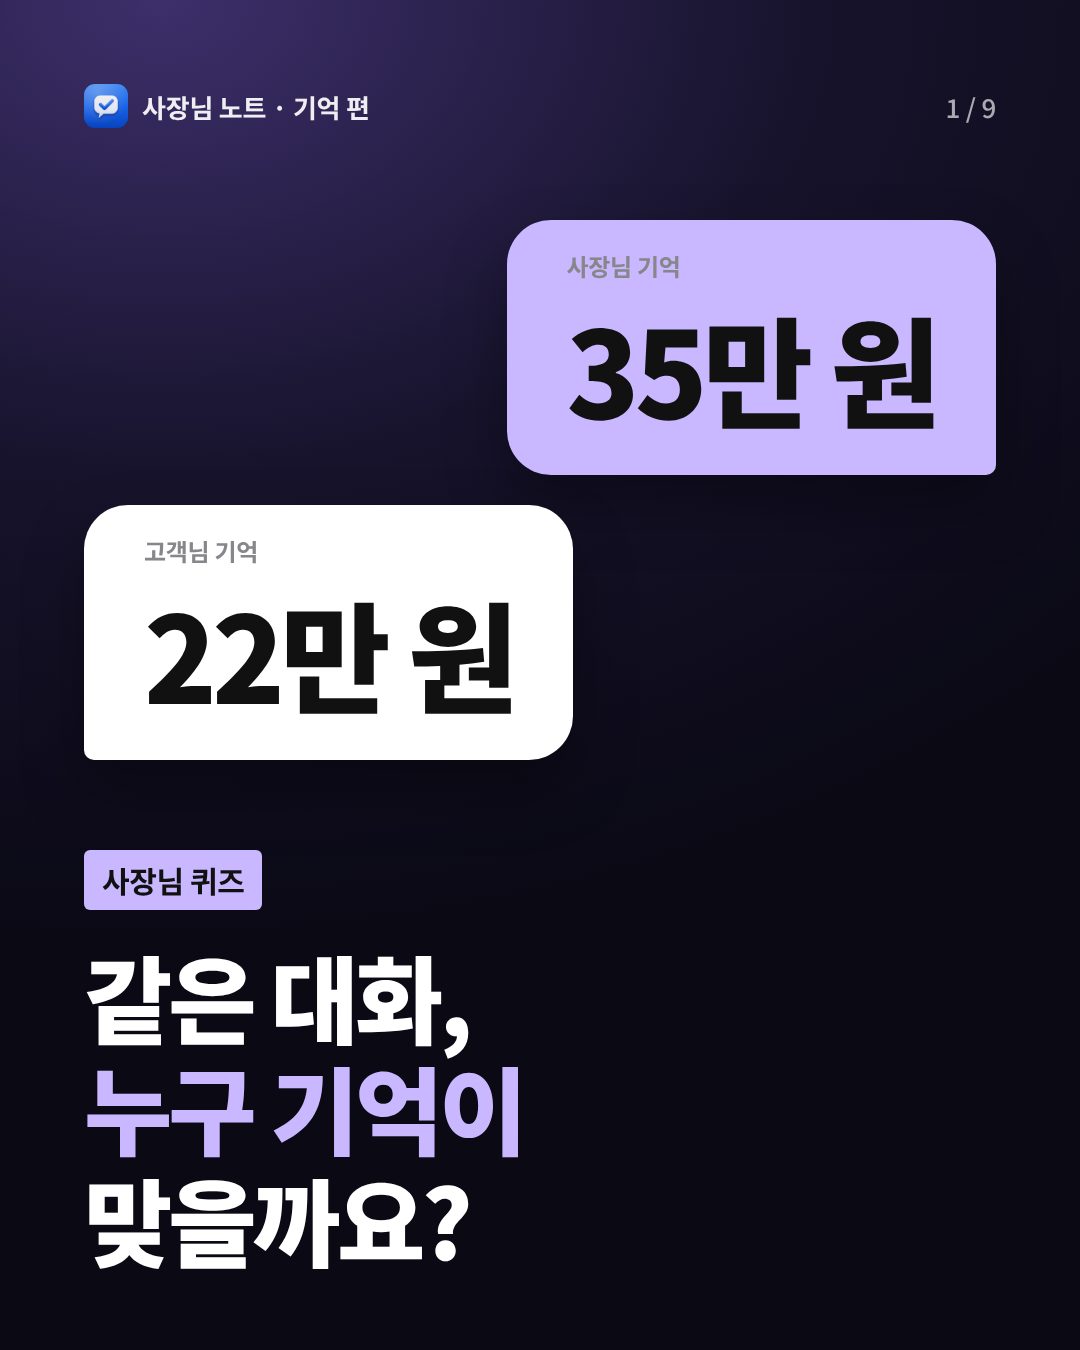 사장님 노트 · 기억 편
1 / 9
사장님 기억
35만 원
고객님 기억
22만 원
사장님 퀴즈
같은 대화,
누구 기억이
맞을까요?